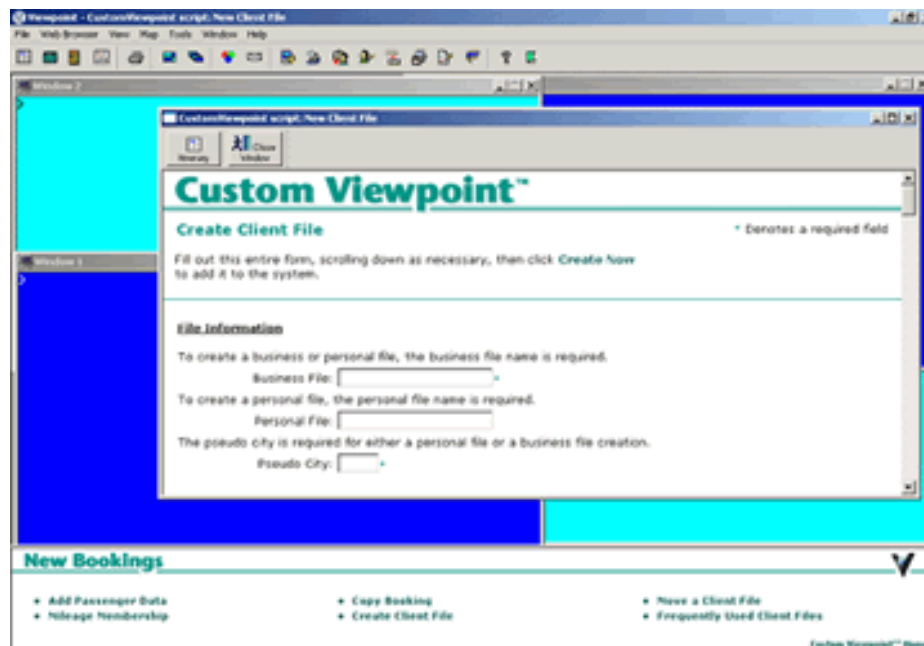 Viewpoint - CustomViewpoint script: New Client File
File Web Browser View Map Tools Window Help
Window 2
CustomViewpoint script: New Client File
Itinerary
Close Window
Custom Viewpoint™
Create Client File
* Denotes a required field
Fill out this entire form, scrolling down as necessary, then click Create Now
to add it to the system.
Window 1
File Information
To create a business or personal file, the business file name is required.
Business File: *
To create a personal file, the personal file name is required.
Personal File:
The pseudo city is required for either a personal file or a business file creation.
Pseudo City: *
New Bookings
• Add Passenger Data
• Copy Booking
• Move a Client File
• Mileage Membership
• Create Client File
• Frequently Used Client Files
Custom Viewpoint™